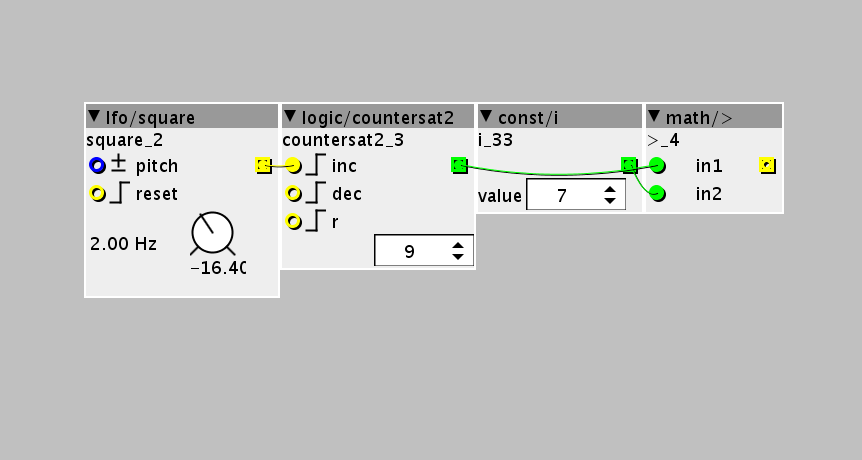 lfo/square
square_2
± pitch
reset
2.00 Hz
-16.40
logic/countersat2
countersat2_3
inc
dec
r
9
const/i
i_33
value 7
math/>
>_4
in1
in2